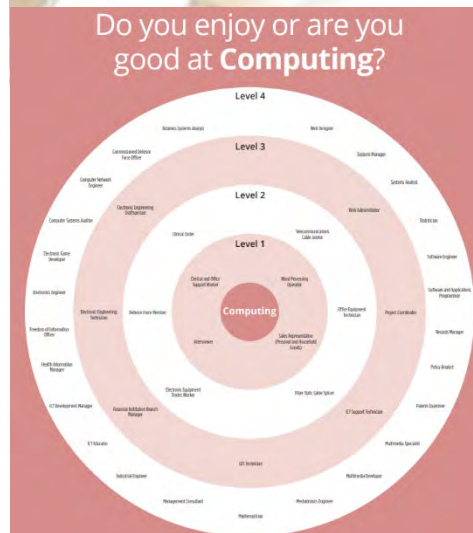 Do you enjoy or are you
good at Computing?
Level 4
Business Systems Analyst
Web Designer
Commissioned Defence
Force Officer
Systems Manager
Computer Network
Engineer
Systems Analyst
Computer Systems Auditor
Statistician
Electronic Game
Developer
Software Engineer
Electronics Engineer
Software and Applications
Programmer
Freedom of Information
Officer
Records Manager
Health Information
Manager
Policy Analyst
ICT Development Manager
Patents Examiner
ICT Educator
Multimedia Specialist
Industrial Engineer
Multimedia Developer
Management Consultant
Mechatronics Engineer
Mathematician
Level 3
Electronic Engineering
Draftsperson
Web Administrator
Electronic Engineering
Technician
Project Coordinator
Financial Institution Branch
Manager
ICT Support Technician
GIS Technician
Level 2
Clinical Coder
Telecommunications
Cable Jointer
Defence Force Member
Office Equipment
Technician
Electronic Equipment
Trades Worker
Fibre Optic Cable Splicer
Level 1
Clerical and Office
Support Worker
Word Processing
Operator
Interviewer
Sales Representative
(Personal and Household
Goods)
Computing